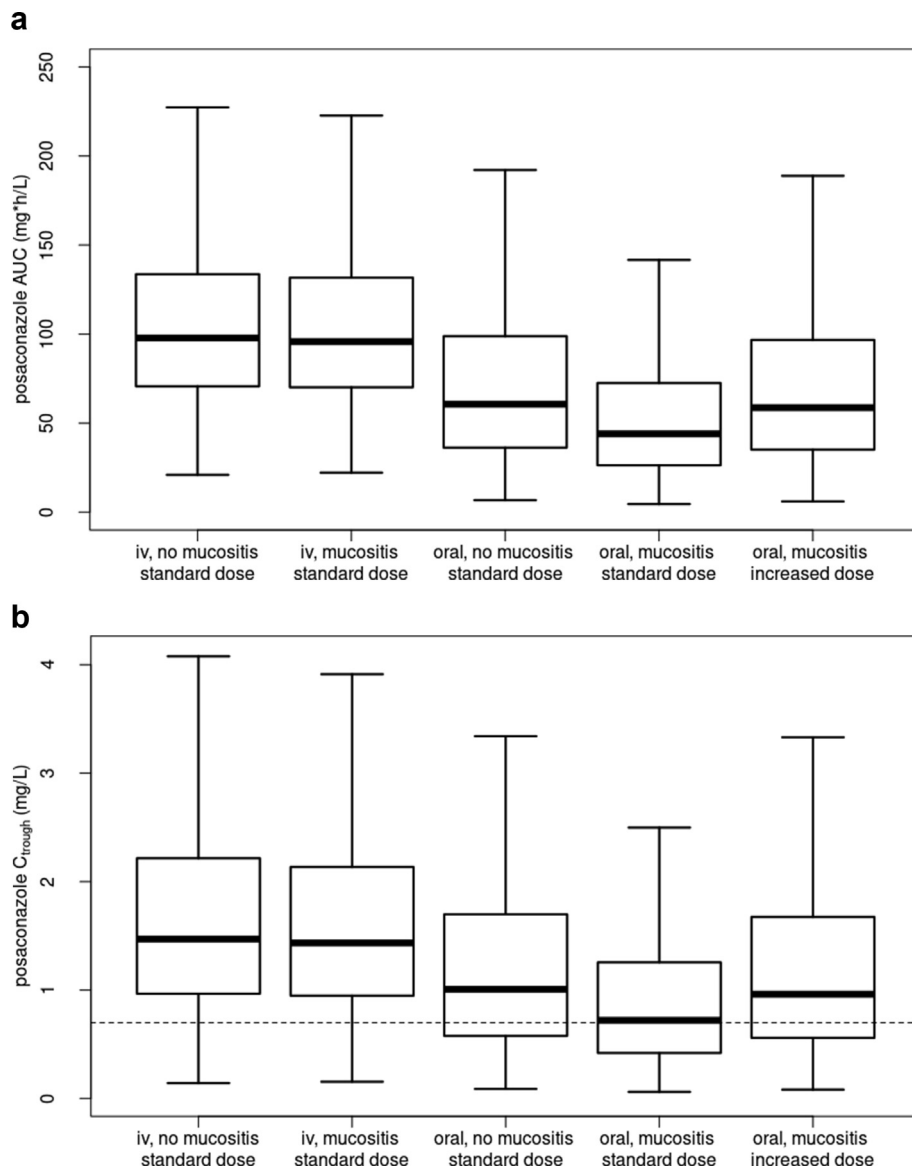 a
posaconazole AUC (mg*h/L)
250
200
150
100
50
0
iv, no mucositis
standard dose
iv, mucositis
standard dose
oral, no mucositis
standard dose
oral, mucositis
standard dose
oral, mucositis
increased dose
b
posaconazole Ctrough (mg/L)
4
3
2
1
0
iv, no mucositis
standard dose
iv, mucositis
standard dose
oral, no mucositis
standard dose
oral, mucositis
standard dose
oral, mucositis
increased dose